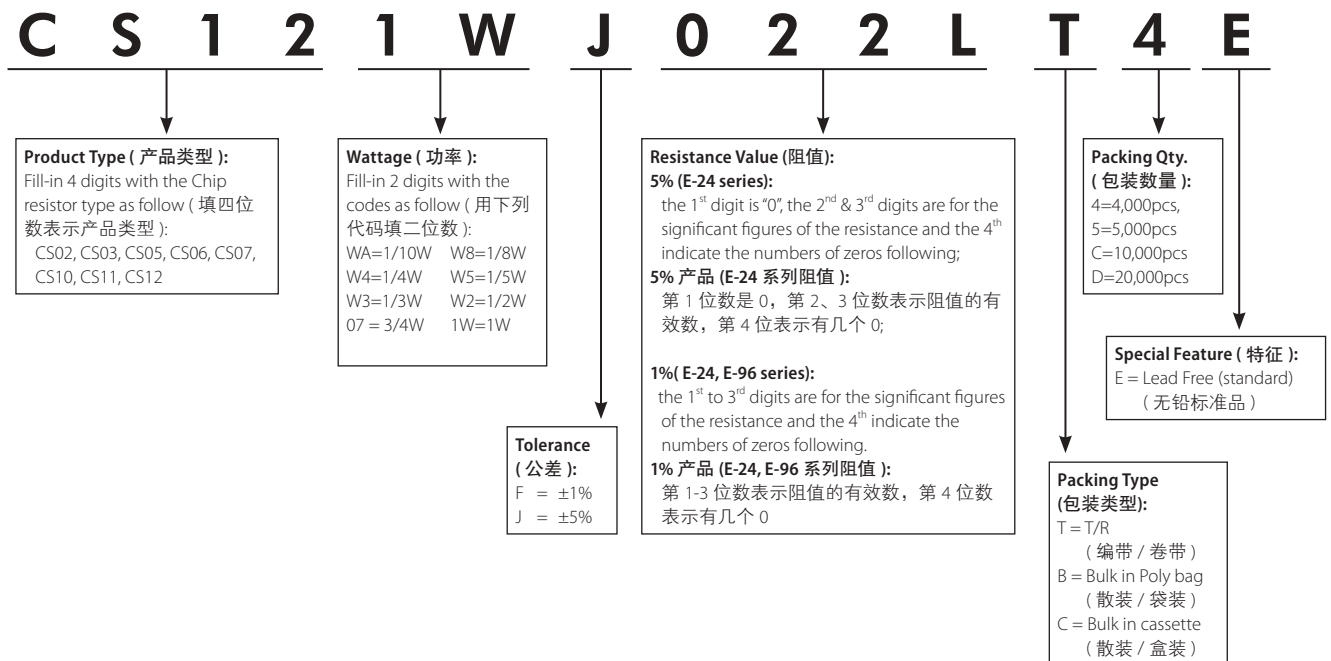 C S 1 2 1 W J 0 2 2 L T 4 E
Product Type ( 产品类型 ):
Fill-in 4 digits with the Chip
resistor type as follow ( 填四位
数表示产品类型 ):
CS02, CS03, CS05, CS06, CS07,
CS10, CS11, CS12
Wattage ( 功率 ):
Fill-in 2 digits with the
codes as follow ( 用下列
代码填二位数 ):
WA=1/10W W8=1/8W
W4=1/4W W5=1/5W
W3=1/3W W2=1/2W
07 = 3/4W 1W=1W
Tolerance
( 公差 ):
F = ±1%
J = ±5%
Resistance Value (阻值):
5% (E-24 series):
the 1st digit is “0”, the 2nd & 3rd digits are for the
significant figures of the resistance and the 4th
indicate the numbers of zeros following;
5% 产品 (E-24 系列阻值 ):
第 1 位数是 0，第 2、3 位数表示阻值的有
效数，第 4 位表示有几个 0;
1%( E-24, E-96 series):
the 1st to 3rd digits are for the significant figures
of the resistance and the 4th indicate the
numbers of zeros following.
1% 产品 (E-24, E-96 系列阻值 ):
第 1-3 位数表示阻值的有效数，第 4 位数
表示有几个 0
Packing Type
(包装类型):
T = T/R
( 编带 / 卷带 )
B = Bulk in Poly bag
( 散装 / 袋装 )
C = Bulk in cassette
( 散装 / 盒装 )
Packing Qty.
( 包装数量 ):
4=4,000pcs,
5=5,000pcs
C=10,000pcs
D=20,000pcs
Special Feature ( 特征 ):
E = Lead Free (standard)
( 无铅标准品 )